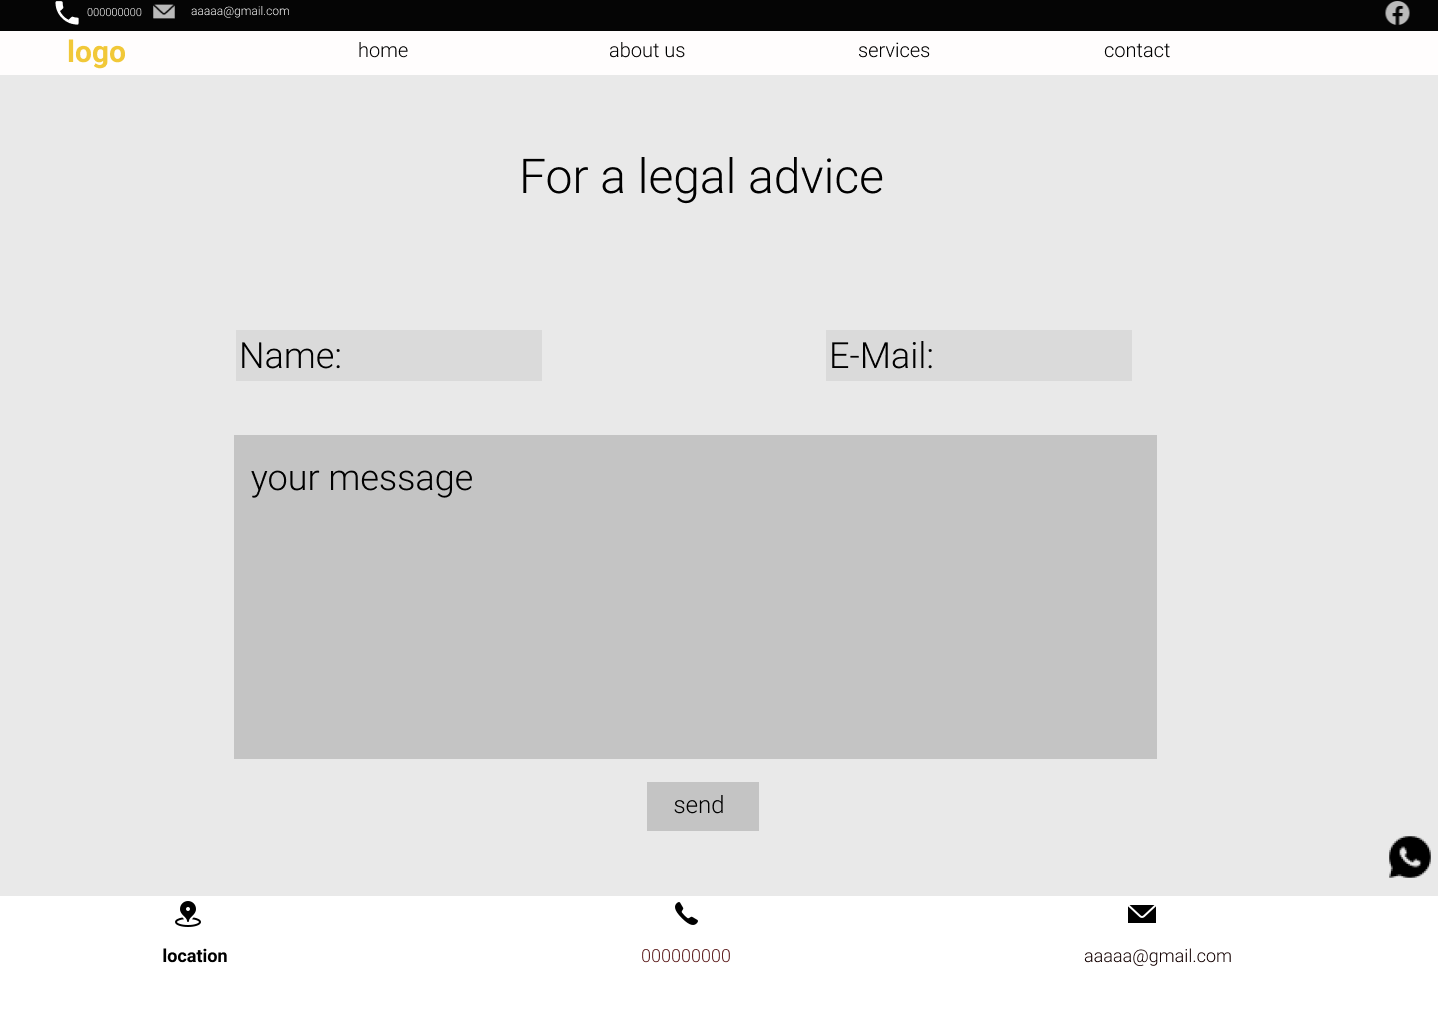 000000000 aaaaa@gmail.com
logo home about us services contact
For a legal advice
Name: E-Mail:
your message
send
location 000000000 aaaaa@gmail.com